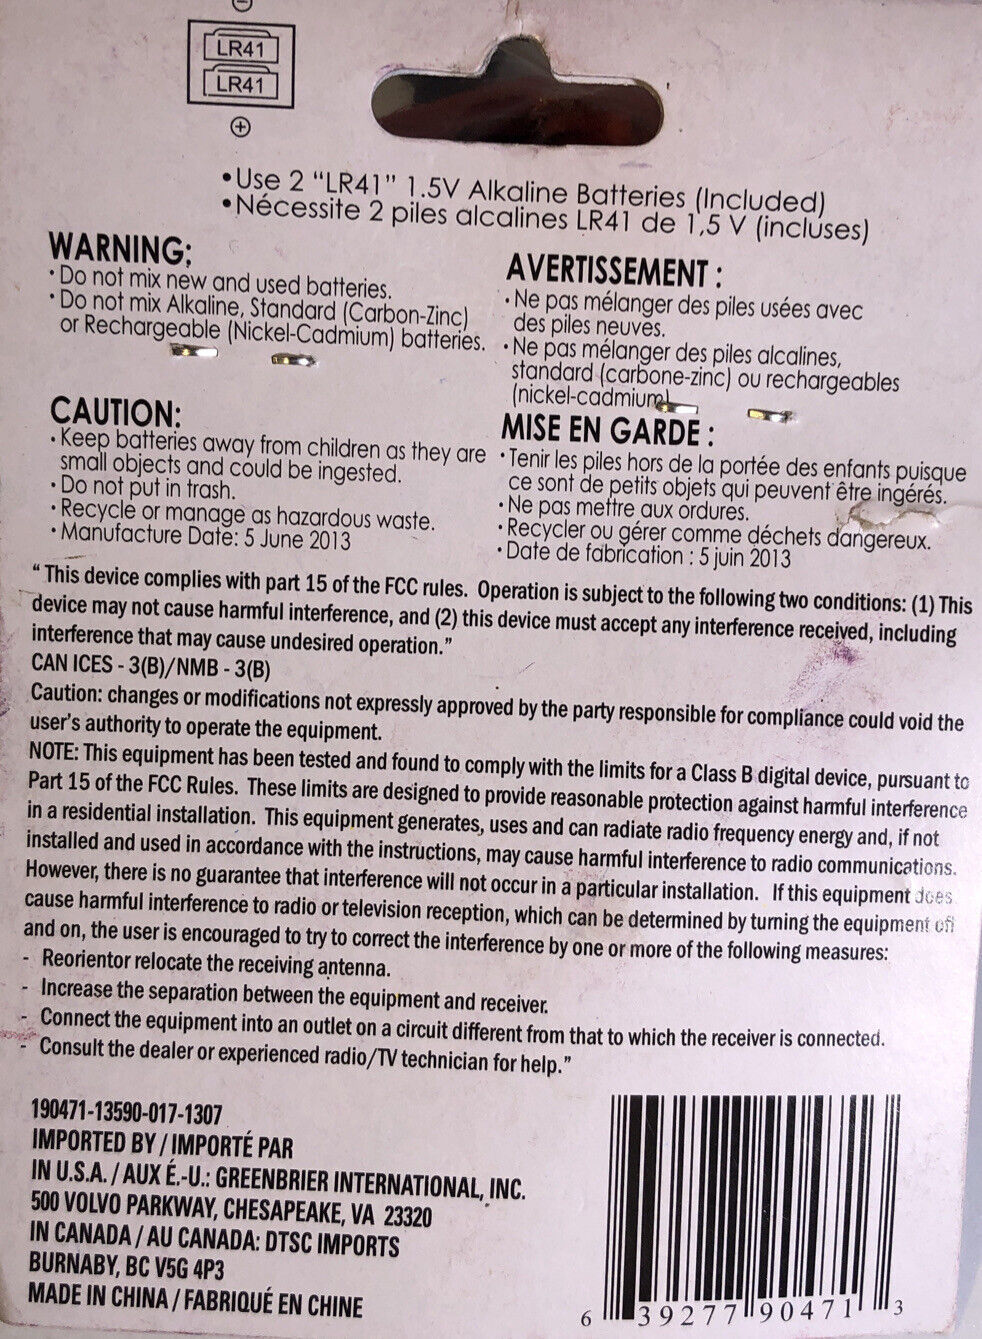 LR41
LR41
•Use 2 “LR41” 1.5V Alkaline Batteries (Included)
•Nécessite 2 piles alcalines LR41 de 1,5 V (incluses)
WARNING:
• Do not mix new and used batteries.
• Do not mix Alkaline, Standard (Carbon-Zinc)
or Rechargeable (Nickel-Cadmium) batteries.
AVERTISSEMENT :
• Ne pas mélanger des piles usées avec
des piles neuves.
• Ne pas mélanger des piles alcalines,
standard (carbone-zinc) ou rechargeables
(nickel-cadmium)
CAUTION:
• Keep batteries away from children as they are
small objects and could be ingested.
• Do not put in trash.
• Recycle or manage as hazardous waste.
• Manufacture Date: 5 June 2013
MISE EN GARDE :
• Tenir les piles hors de la portée des enfants puisque
ce sont de petits objets qui peuvent être ingérés.
• Ne pas mettre aux ordures.
• Recycler ou gérer comme déchets dangereux.
• Date de fabrication : 5 juin 2013
“ This device complies with part 15 of the FCC rules. Operation is subject to the following two conditions: (1) This
device may not cause harmful interference, and (2) this device must accept any interference received, including
interference that may cause undesired operation.”
CAN ICES - 3(B)/NMB - 3(B)
Caution: changes or modifications not expressly approved by the party responsible for compliance could void the
user's authority to operate the equipment.
NOTE: This equipment has been tested and found to comply with the limits for a Class B digital device, pursuant to
Part 15 of the FCC Rules. These limits are designed to provide reasonable protection against harmful interference
in a residential installation. This equipment generates, uses and can radiate radio frequency energy and, if not
installed and used in accordance with the instructions, may cause harmful interference to radio communications.
However, there is no guarantee that interference will not occur in a particular installation. If this equipment does
cause harmful interference to radio or television reception, which can be determined by turning the equipment off
and on, the user is encouraged to try to correct the interference by one or more of the following measures:
- Reorientor relocate the receiving antenna.
- Increase the separation between the equipment and receiver.
- Connect the equipment into an outlet on a circuit different from that to which the receiver is connected.
- Consult the dealer or experienced radio/TV technician for help.”
190471-13590-017-1307
IMPORTED BY / IMPORTÉ PAR
IN U.S.A. / AUX É.-U.: GREENBRIER INTERNATIONAL, INC.
500 VOLVO PARKWAY, CHESAPEAKE, VA 23320
IN CANADA / AU CANADA: DTSC IMPORTS
BURNABY, BC V5G 4P3
MADE IN CHINA / FABRIQUÉ EN CHINE
6 39277 90471 3